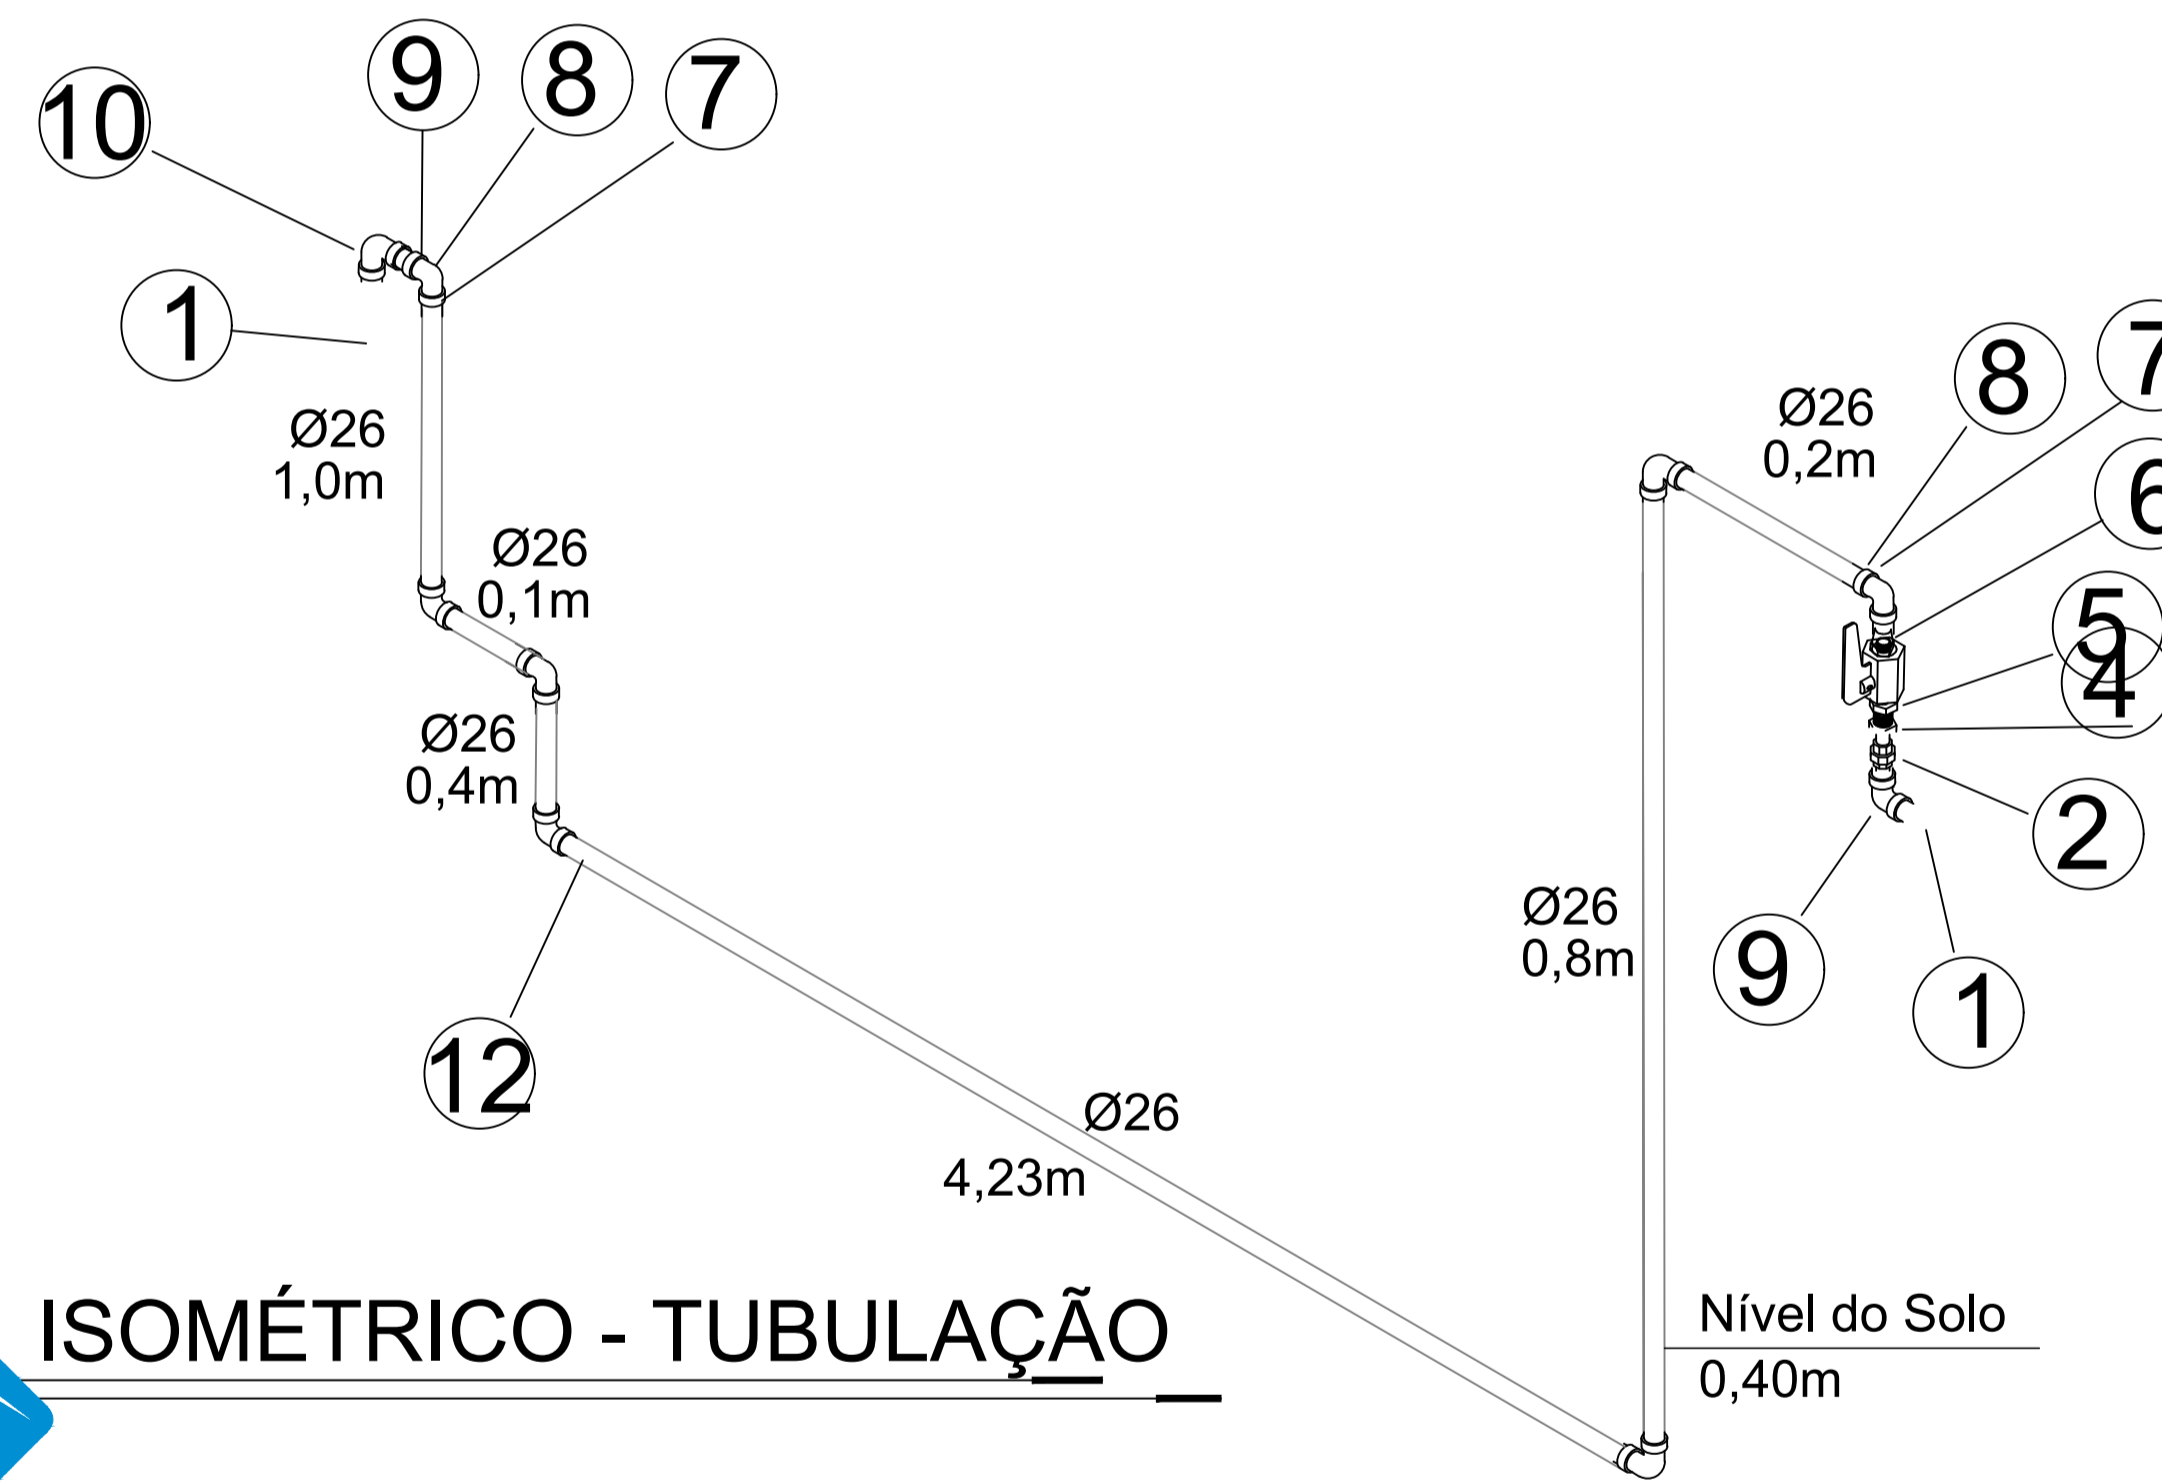 10
9
8
7
1
Ø26
1,0m
Ø26
0,1m
Ø26
0,4m
12
Ø26
4,23m
Ø26
0,2m
8
7
6
5
4
2
Ø26
0,8m
9
1
ISOMÉTRICO - TUBULAÇÃO
Nível do Solo
0,40m